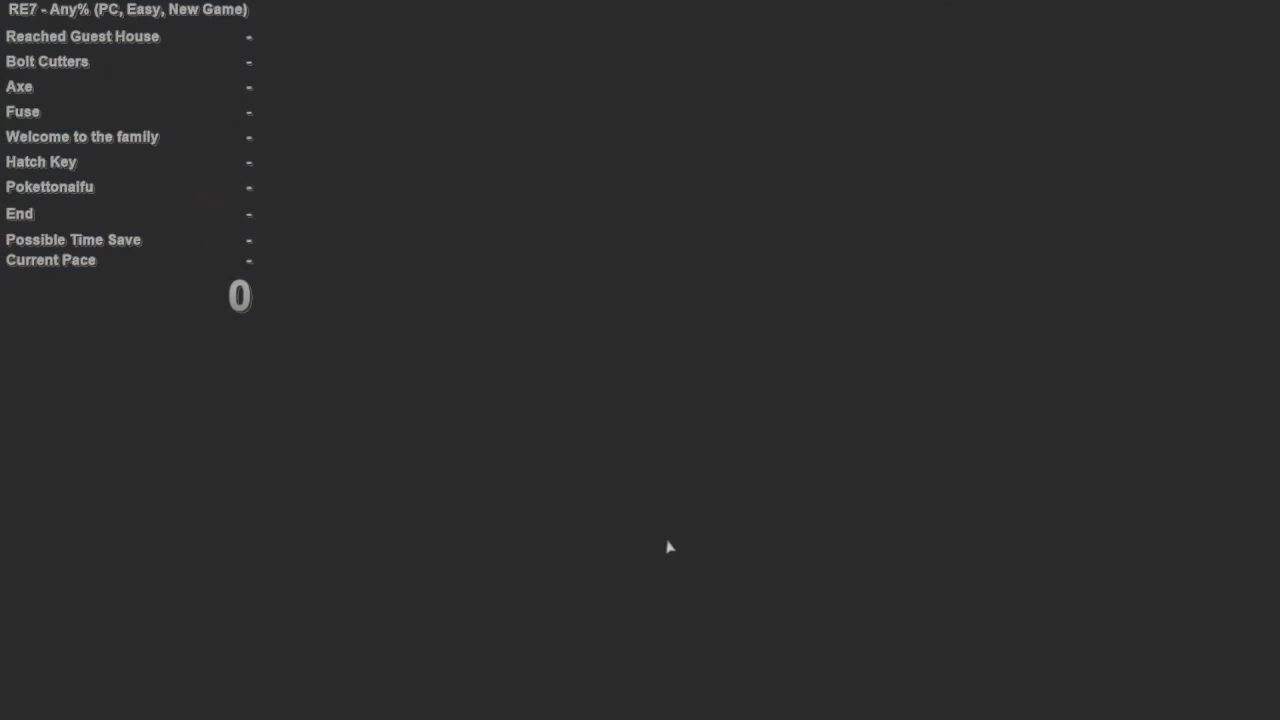 RE7 - Any% (PC, Easy, New Game)
Reached Guest House -
Bolt Cutters -
Axe -
Fuse -
Welcome to the family -
Hatch Key -
Pokettonaifu -
End -
Possible Time Save -
Current Pace -
0